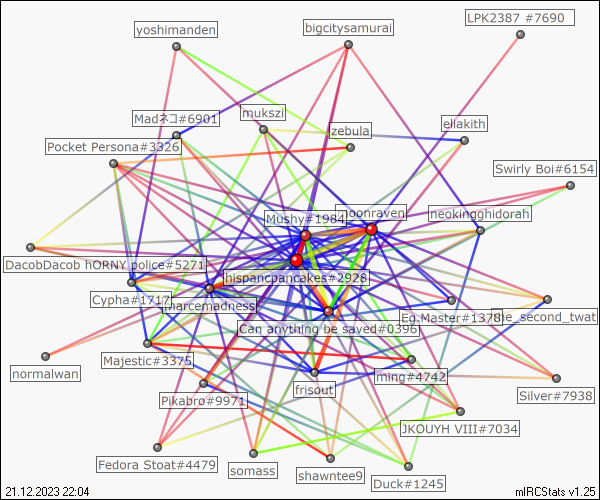 LPK2387 #7690
yoshimanden
bigcitysamurai
mukszi
Madネコ#6901
zebula
eliakith
Pocket Persona#3326
Swirly Boi#6154
Mushy#1984
moonraven
neokingghidorah
DacobDacob hORNY police#5271
hispancpancakes#2928
Cypha#1717
marcemadness
Eg.Master#1378
the_second_twat
Can anything be saved#0396
Majestic#3375
normalwan
ming#4742
frisout
Silver#7938
Pikabro#9971
JKOUYH VIII#7034
Fedora Stoat#4479
somass
shawntee9
Duck#1245
21.12.2023 22:04
mIRCStats v1.25